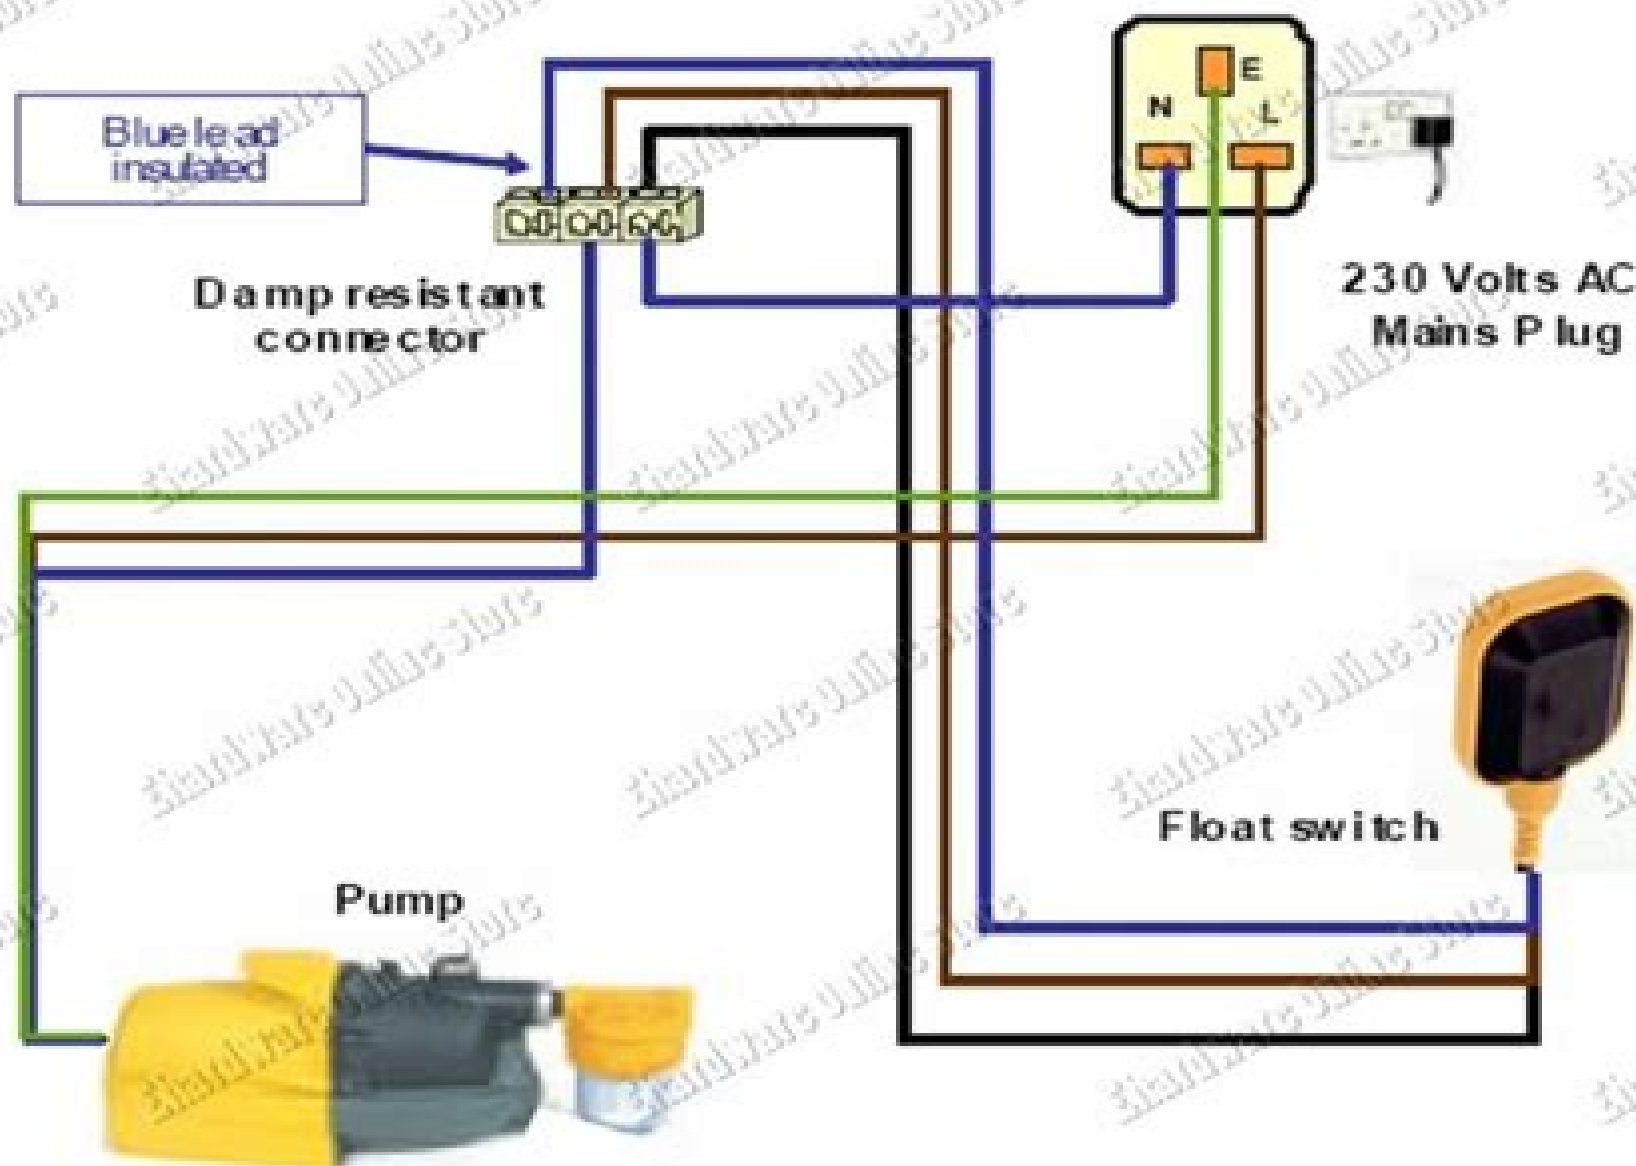 Blue lead
insulated
Damp resistant
connector
E
N
L
230 Volts AC
Mains Plug
Float switch
Pump